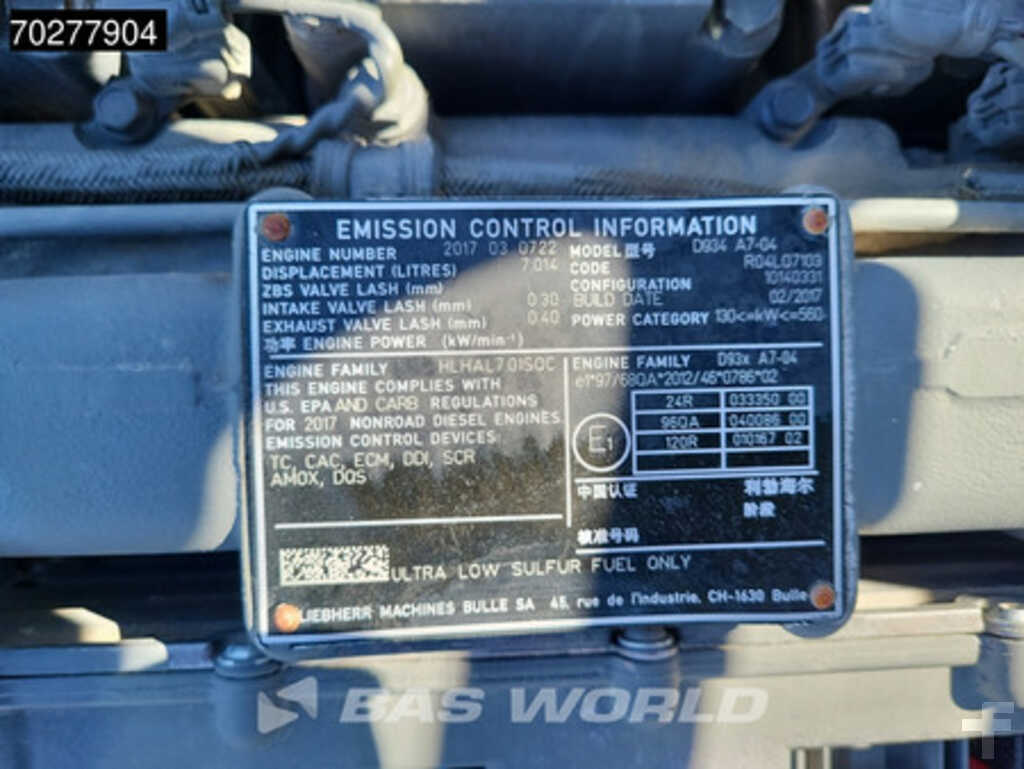 70277904
EMISSION CONTROL INFORMATION
ENGINE NUMBER 2017 03 0722
DISPLACEMENT (LITRES) 7.014
ZBS VALVE LASH (mm)
INTAKE VALVE LASH (mm) 0.30
EXHAUST VALVE LASH (mm) 0.40
功率 ENGINE POWER (kW/min⁻¹)
MODEL 型号 D934 A7-04
CODE R04L07103
CONFIGURATION 10140331
BUILD DATE 02/2017
POWER CATEGORY 130<=kW<=560
ENGINE FAMILY
THIS ENGINE COMPLIES WITH
U.S. EPA AND CARB REGULATIONS
FOR 2017 NONROAD DIESEL ENGINES
EMISSION CONTROL DEVICES:
TC, CAC, ECM, DDI, SCR
AMOX, DQS
ENGINE FAMILY D93x A7-04
e1*97/68QA*2012/46*0786*02
E1
24R 033350 00
96QA 040086 00
120R 010167 02
中国认证 利勃海尔
阶段
核准号码
ULTRA LOW SULFUR FUEL ONLY
LIEBHERR MACHINES BULLE SA 45, rue de l'industrie, CH-1630 Bulle
BAS WORLD